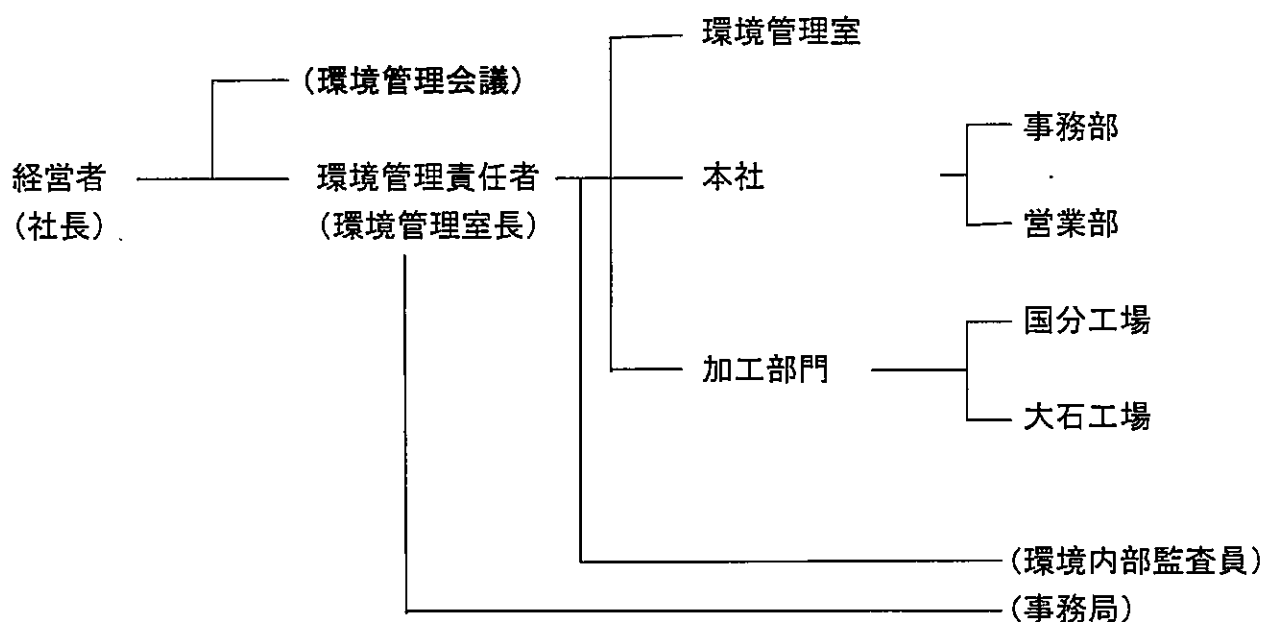 環境管理室
(環境管理会議)
事務部
経営者
環境管理責任者
本社
(社長)
(環境管理室長)
営業部
国分工場
加工部門
大石工場
(環境内部監査員)
(事務局)